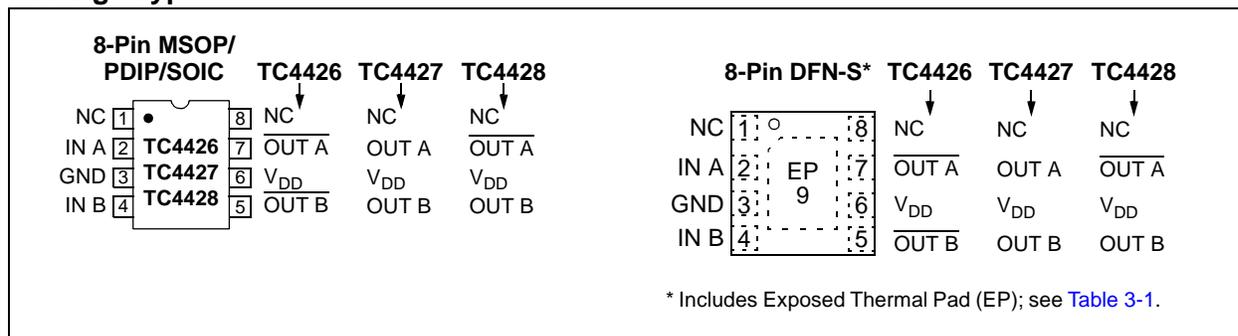 8-Pin MSOP/
PDIP/SOIC TC4426 TC4427 TC4428
NC 1 8 NC NC NC
IN A 2 TC4426 7 OUT A OUT A OUT A
GND 3 TC4427 6 VDD VDD VDD
IN B 4 TC4428 5 OUT B OUT B OUT B
8-Pin DFN-S* TC4426 TC4427 TC4428
NC 1 8 NC NC NC
IN A 2 EP 7 OUT A OUT A OUT A
GND 3 9 6 VDD VDD VDD
IN B 4 5 OUT B OUT B OUT B
* Includes Exposed Thermal Pad (EP); see Table 3-1.